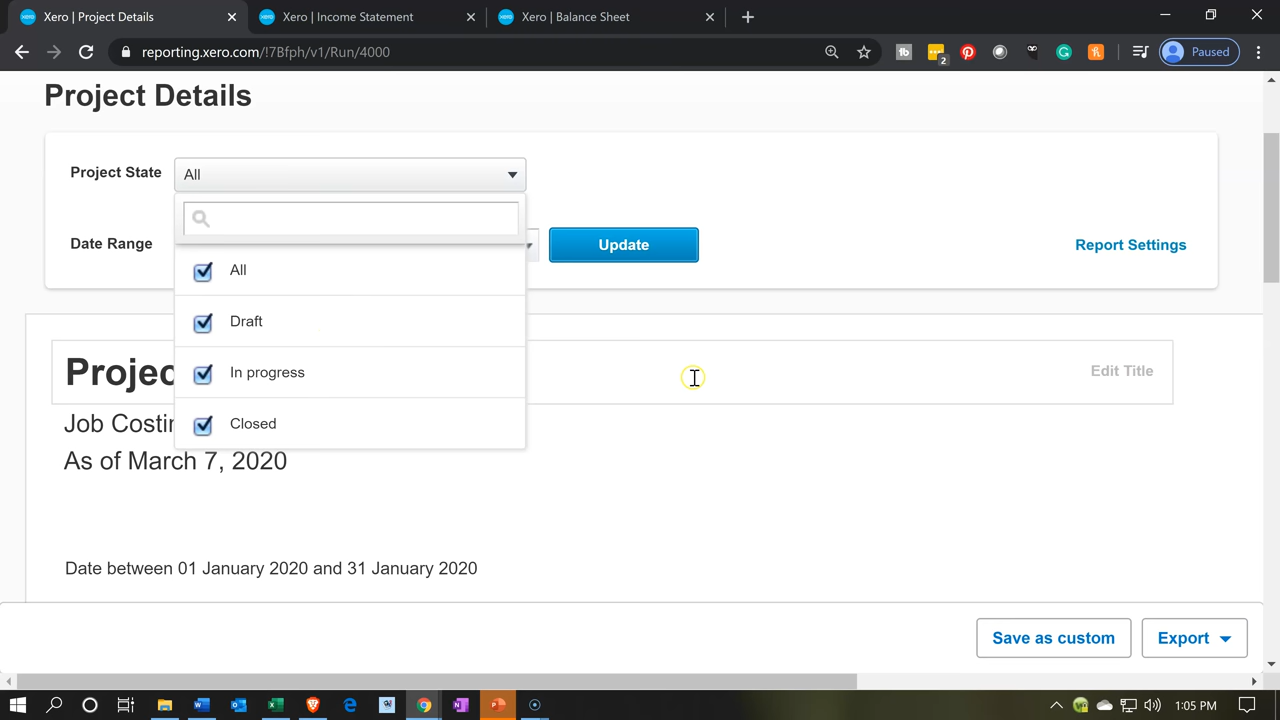 Xero | Project Details
Xero | Income Statement
Xero | Balance Sheet
reporting.xero.com/!7Bfph/v1/Run/4000
2
Paused
Project Details
Project State
All
Date Range
Update
Report Settings
All
Draft
In progress
Closed
Projec
Edit Title
Job Costin
As of March 7, 2020
Date between 01 January 2020 and 31 January 2020
Save as custom
Export
1:05 PM